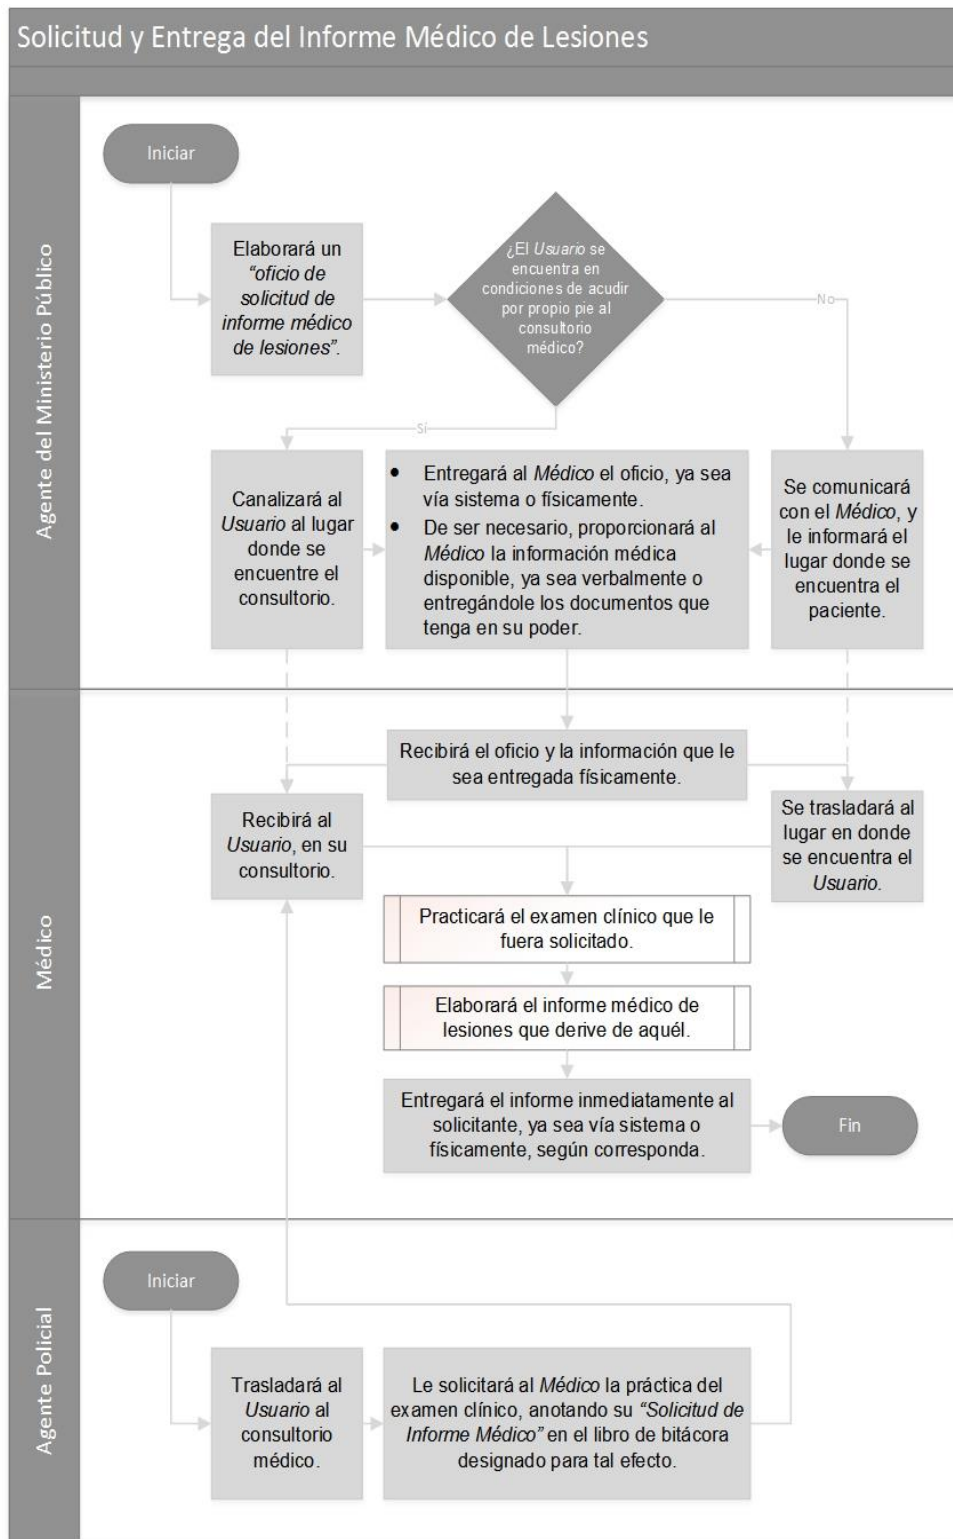 Solicitud y Entrega del Informe Médico de Lesiones
Agente del Ministerio Público
Iniciar
Elaborará un
“oficio de
solicitud de
informe médico
de lesiones”.
¿El Usuario se
encuentra en
condiciones de acudir
por propio pie al
consultorio
médico?
No
Sí
Canalizará al
Usuario al lugar
donde se
encuentre el
consultorio.
• Entregará al Médico el oficio, ya sea
vía sistema o físicamente.
• De ser necesario, proporcionará al
Médico la información médica
disponible, ya sea verbalmente o
entregándole los documentos que
tenga en su poder.
Se comunicará
con el Médico, y
le informará el
lugar donde se
encuentra el
paciente.
Médico
Recibirá el oficio y la información que le
sea entregada físicamente.
Recibirá al
Usuario, en su
consultorio.
Se trasladará al
lugar en donde
se encuentra el
Usuario.
Practicará el examen clínico que le
fuera solicitado.
Elaborará el informe médico de
lesiones que derive de aquél.
Entregará el informe inmediatamente al
solicitante, ya sea vía sistema o
físicamente, según corresponda.
Fin
Agente Policial
Iniciar
Trasladará al
Usuario al
consultorio
médico.
Le solicitará al Médico la práctica del
examen clínico, anotando su “Solicitud de
Informe Médico” en el libro de bitácora
designado para tal efecto.